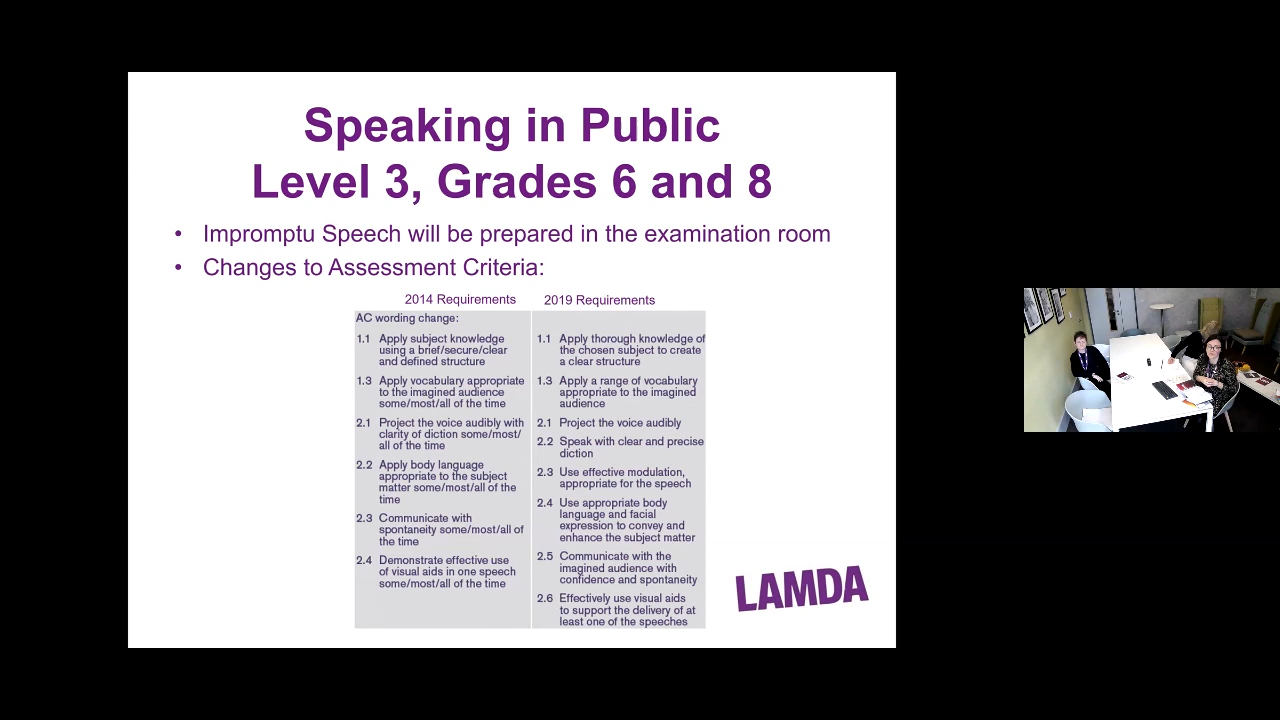 Speaking in Public
Level 3, Grades 6 and 8
• Impromptu Speech will be prepared in the examination room
• Changes to Assessment Criteria:
2014 Requirements
AC wording change:
1.1 Apply subject knowledge
using a brief/secure/clear
and defined structure
1.3 Apply vocabulary appropriate
to the imagined audience
some/most/all of the time
2.1 Project the voice audibly with
clarity of diction some/most/
all of the time
2.2 Apply body language
appropriate to the subject
matter some/most/all of the
time
2.3 Communicate with
spontaneity some/most/all of
the time
2.4 Demonstrate effective use
of visual aids in one speech
some/most/all of the time
2019 Requirements
1.1 Apply thorough knowledge of
the chosen subject to create
a clear structure
1.3 Apply a range of vocabulary
appropriate to the imagined
audience
2.1 Project the voice audibly
2.2 Speak with clear and precise
diction
2.3 Use effective modulation,
appropriate for the speech
2.4 Use appropriate body
language and facial
expression to convey and
enhance the subject matter
2.5 Communicate with the
imagined audience with
confidence and spontaneity
2.6 Effectively use visual aids
to support the delivery of at
least one of the speeches
LAMDA